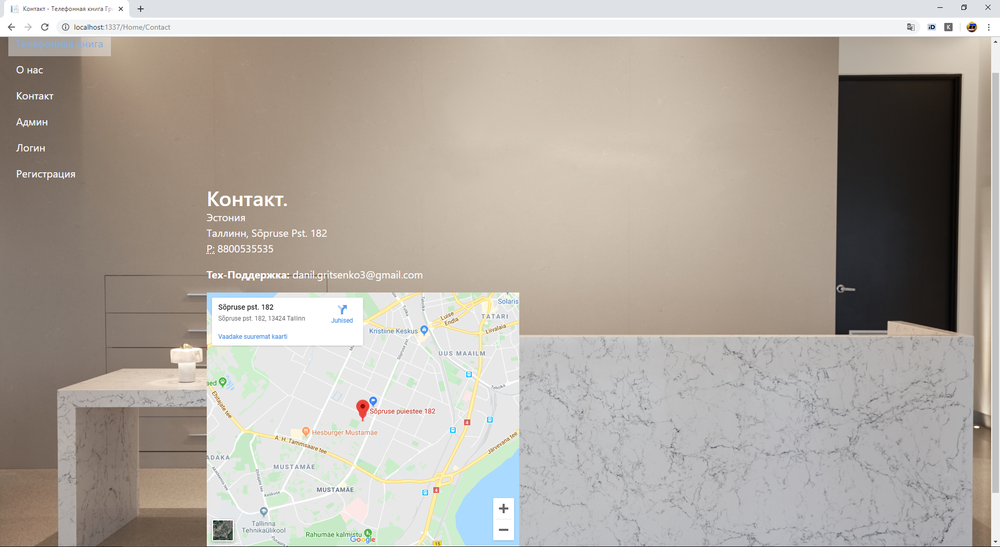 Контакт - Телефонная книга Гр
localhost:1337/Home/Contact
iD
K
Телефонная книга
О нас
Контакт
Админ
Логин
Регистрация
Контакт.
Эстония
Таллинн, Sõpruse Pst. 182
P: 8800535535
Тех-Поддержка: danil.gritsenko3@gmail.com
Sõpruse pst. 182
Sõpruse pst. 182, 13424 Tallinn
Juhised
Vaadake suuremat kaarti
Tulika
Tehnika
Solaris
TATARI
Luise
Endla
Liivalaia
Kristiine Keskus
Sõpruse pst.
UUS MAAILM
Tehnika
aed
Ehitajate tee
Sõpruse puiestee 182
4
Hesburger Mustamäe
A. H. Tammsaare tee
Järvevana tee
ADAKA
MUSTAMÄE
Akadeemia tee
Ehitajate tee
Keskuse
MUSTAMÄE
4
Tallinna
Tehnikaülikool
Ehitajate tee
Rahumäe kalmistu
Google
15